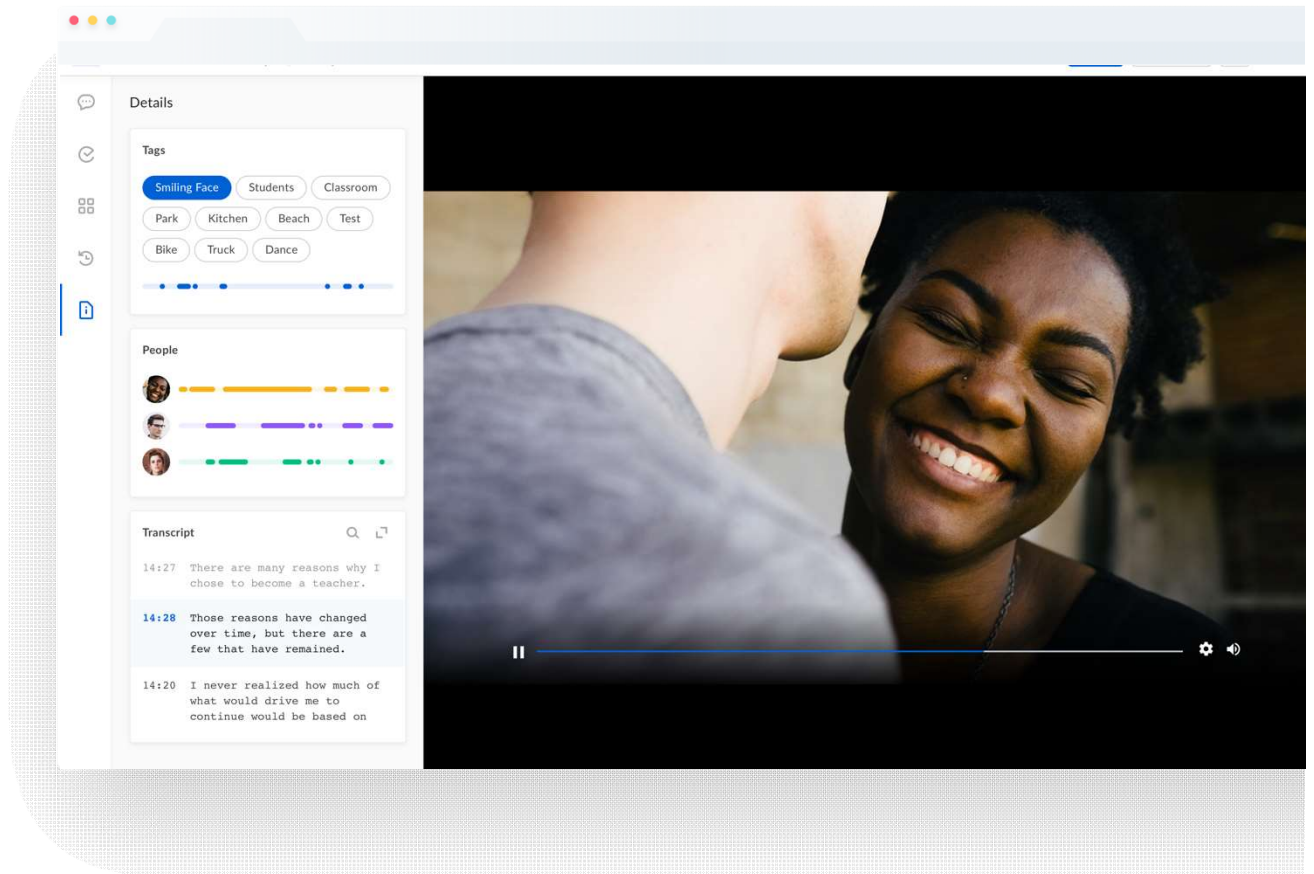 Details
Tags
Smiling Face Students Classroom
Park Kitchen Beach Test
Bike Truck Dance
People
Transcript
14:27 There are many reasons why I
chose to become a teacher.
14:28 Those reasons have changed
over time, but there are a
few that have remained.
14:20 I never realized how much of
what would drive me to
continue would be based on